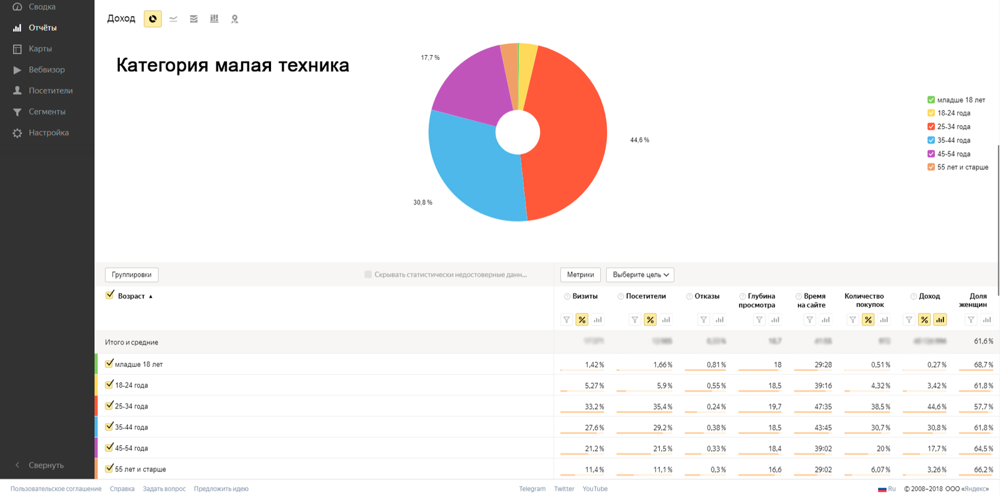 Сводка
Отчёты
Карты
Вебвизор
Посетители
Сегменты
Настройка
Свернуть
Доход
Категория малая техника
17,7 %
44,6 %
30,8 %
младше 18 лет
18-24 года
25-34 года
35-44 года
45-54 года
55 лет и старше
Группировки
Скрывать статистически недостоверные данн...
Метрики
Выберите цель
Возраст ▲
Визиты
Посетители
Отказы
Глубина просмотра
Время на сайте
Количество покупок
Доход
Доля женщин
Итого и средние 61,6 %
младше 18 лет 1,42 % 1,66 % 0,81 % 18 29:28 0,51 % 0,27 % 68,7 %
18-24 года 5,27 % 5,9 % 0,55 % 18,5 39:16 4,32 % 3,42 % 61,8 %
25-34 года 33,2 % 35,4 % 0,24 % 19,7 47:35 38,5 % 44,6 % 57,7 %
35-44 года 27,6 % 29,2 % 0,38 % 18,5 43:45 30,7 % 30,8 % 61,8 %
45-54 года 21,2 % 21,5 % 0,33 % 18,4 39:02 20 % 17,7 % 64,5 %
55 лет и старше 11,4 % 11,1 % 0,3 % 16,6 29:02 6,07 % 3,26 % 66,2 %
Пользовательское соглашение Справка Задать вопрос Предложить идею Telegram Twitter YouTube Ru © 2008–2018 ООО «Яндекс»